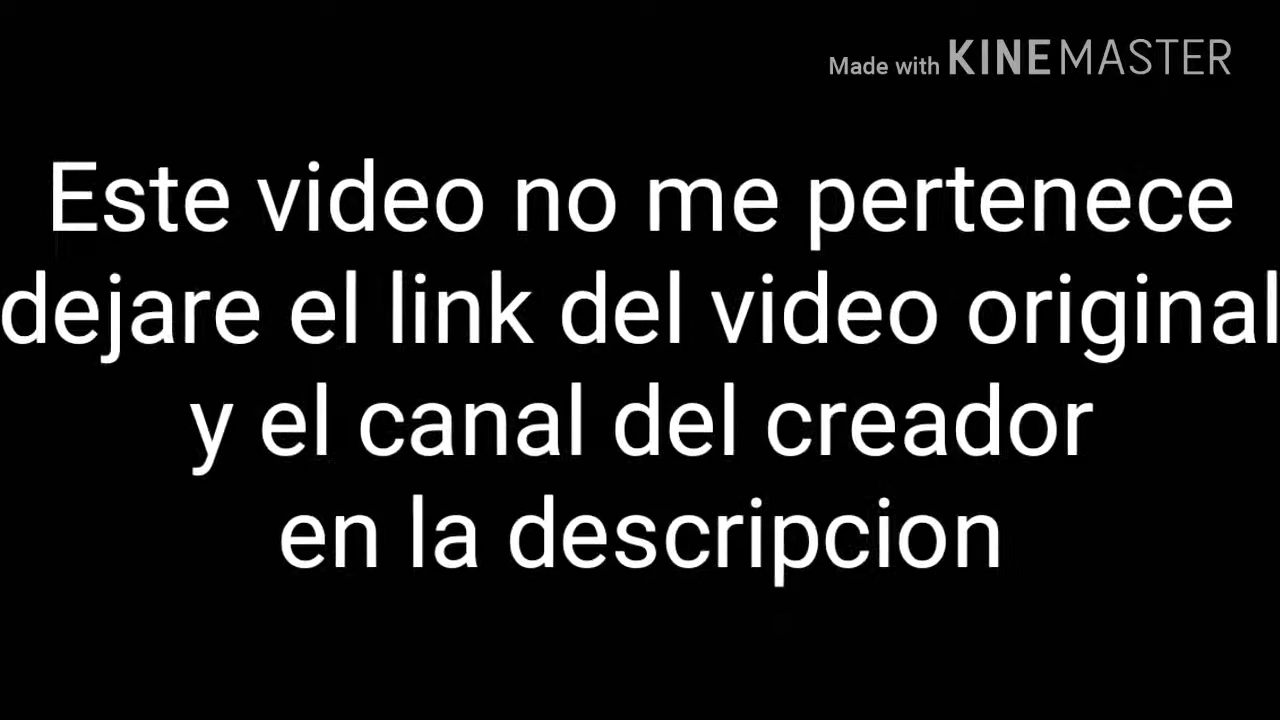 Made with KINEMASTER
Este video no me pertenece
dejare el link del video original
y el canal del creador
en la descripcion